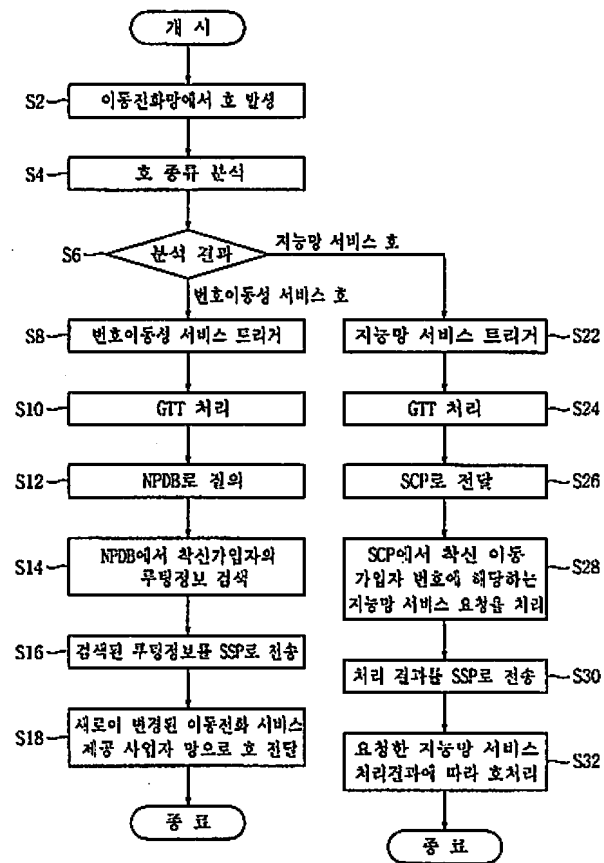 개 시
S2
이동전화망에서 호 발생
S4
호 종류 분석
S6
분석 결과
지능망 서비스 호
번호이동성 서비스 호
S8
번호이동성 서비스 트리거
S10
GTT 처리
S12
NPDB로 질의
S14
NPDB에서 착신가입자의
루팅정보 검색
S16
검색된 루팅정보를 SSP로 전송
S18
새로이 변경된 이동전화 서비스
제공 사업자 망으로 호 전달
종 료
지능망 서비스 트리거
S22
GTT 처리
S24
SCP로 전달
S26
SCP에서 착신 이동
가입자 번호에 해당하는
지능망 서비스 요청을 처리
S28
처리 결과를 SSP로 전송
S30
요청한 지능망 서비스
처리결과에 따라 호처리
S32
종 료